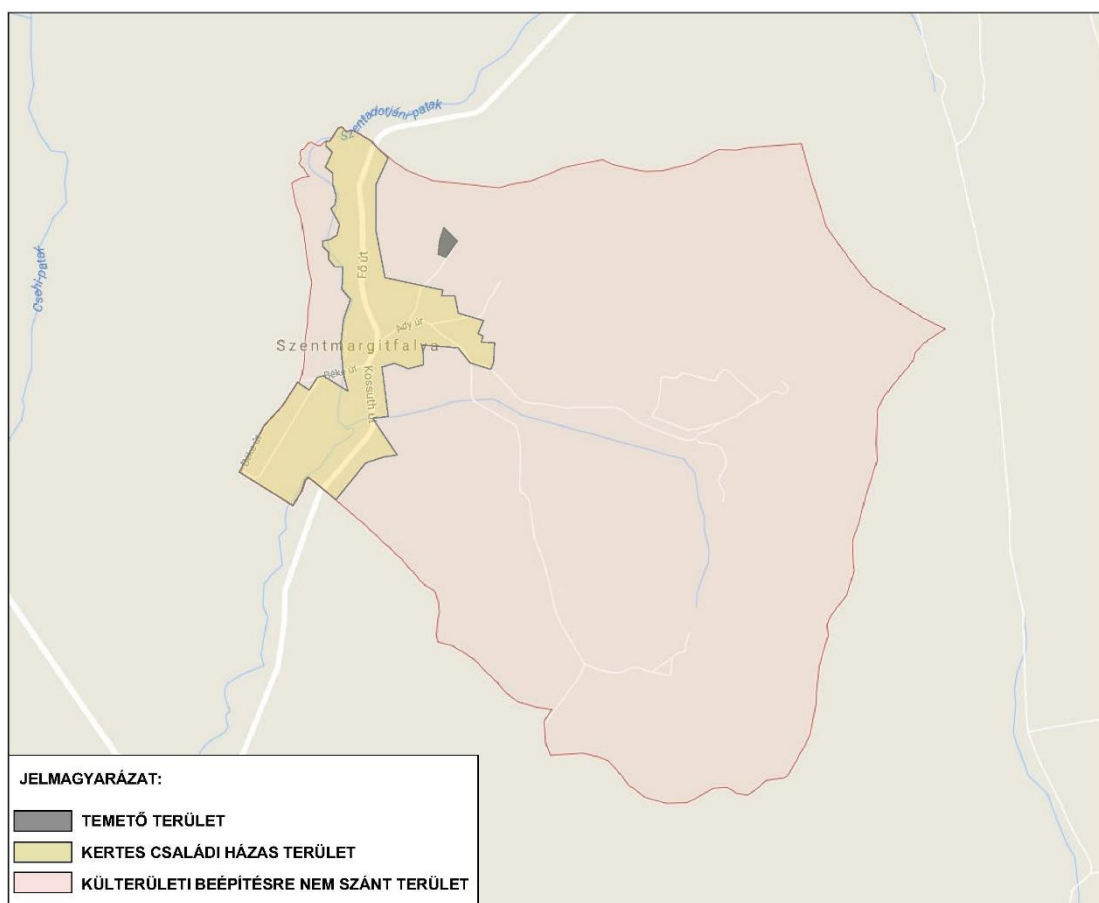 Szentadorjáni-patak
Csehi-patak
Fő út
Ady út
Szentmargitfalva
Béke út
Kossuth út
Béke út
JELMAGYARÁZAT:
TEMETŐ TERÜLET
KERTES CSALÁDI HÁZAS TERÜLET
KÜLTERÜLETI BEÉPÍTÉSRE NEM SZÁNT TERÜLET